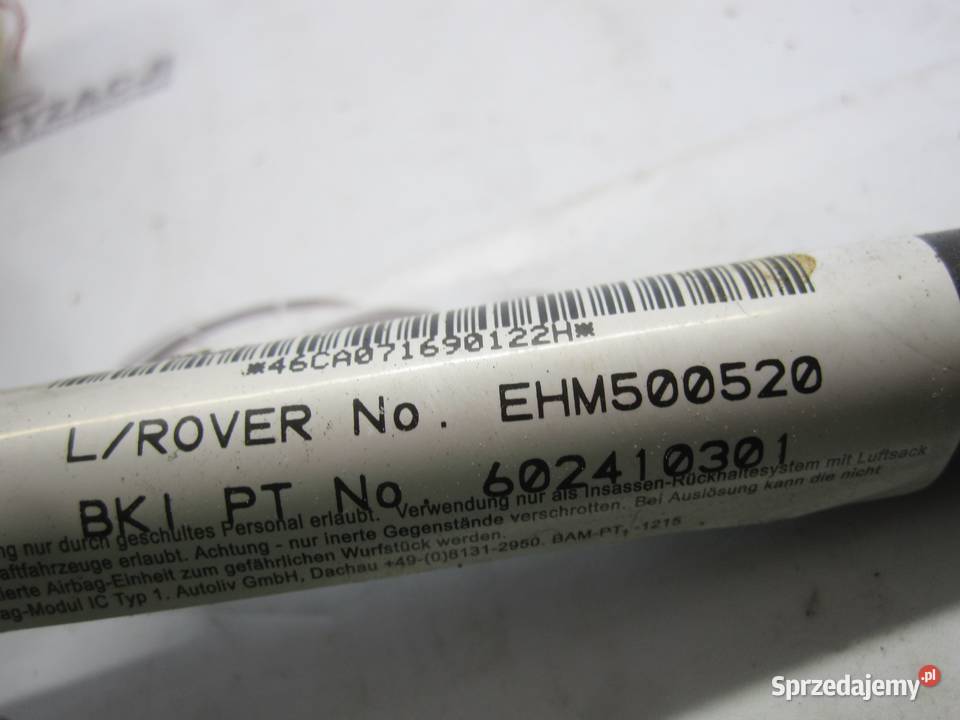 *46CA071690122H*
L/ROVER No. EHM500520
BKI PT No. 602410301
ng nur durch geschultes Personal erlaubt. Verwendung nur als Insassen-Rückhaltesystem mit Luftsack
aftfahrzeuge erlaubt. Achtung - nur inerte Gegenstände verschrotten. Bei Auslösung kann die nicht
tierte Airbag-Einheit zum gefährlichen Wurfstück werden.
ag-Modul IC Typ 1. Autoliv GmbH, Dachau +49-(0)8131-2950. BAM-PT, 1215
Sprzedajemy.pl